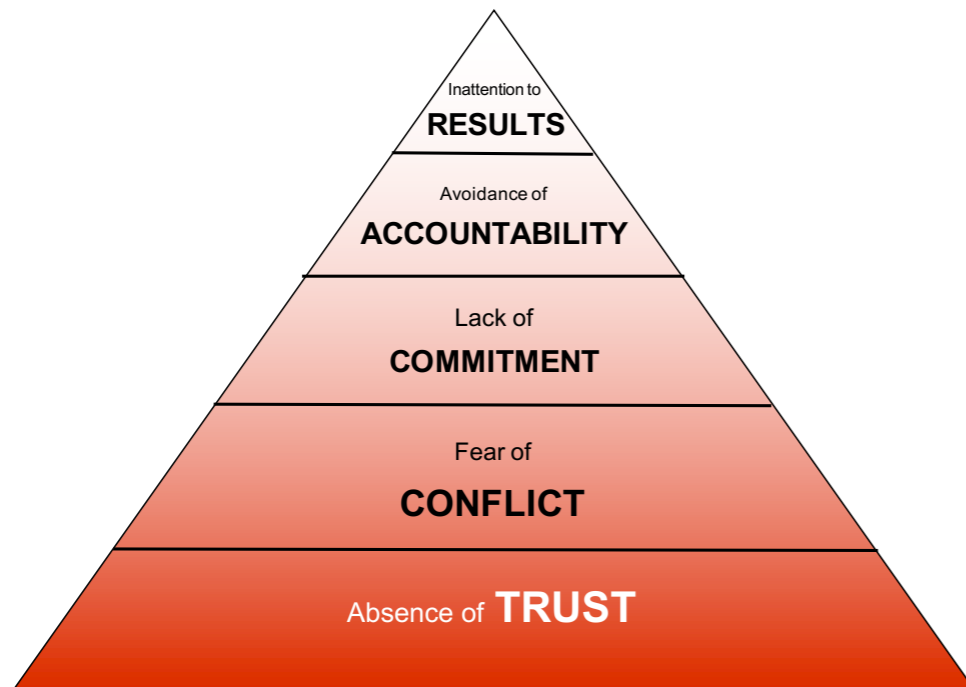 Inattention to
RESULTS
Avoidance of
ACCOUNTABILITY
Lack of
COMMITMENT
Fear of
CONFLICT
Absence of TRUST